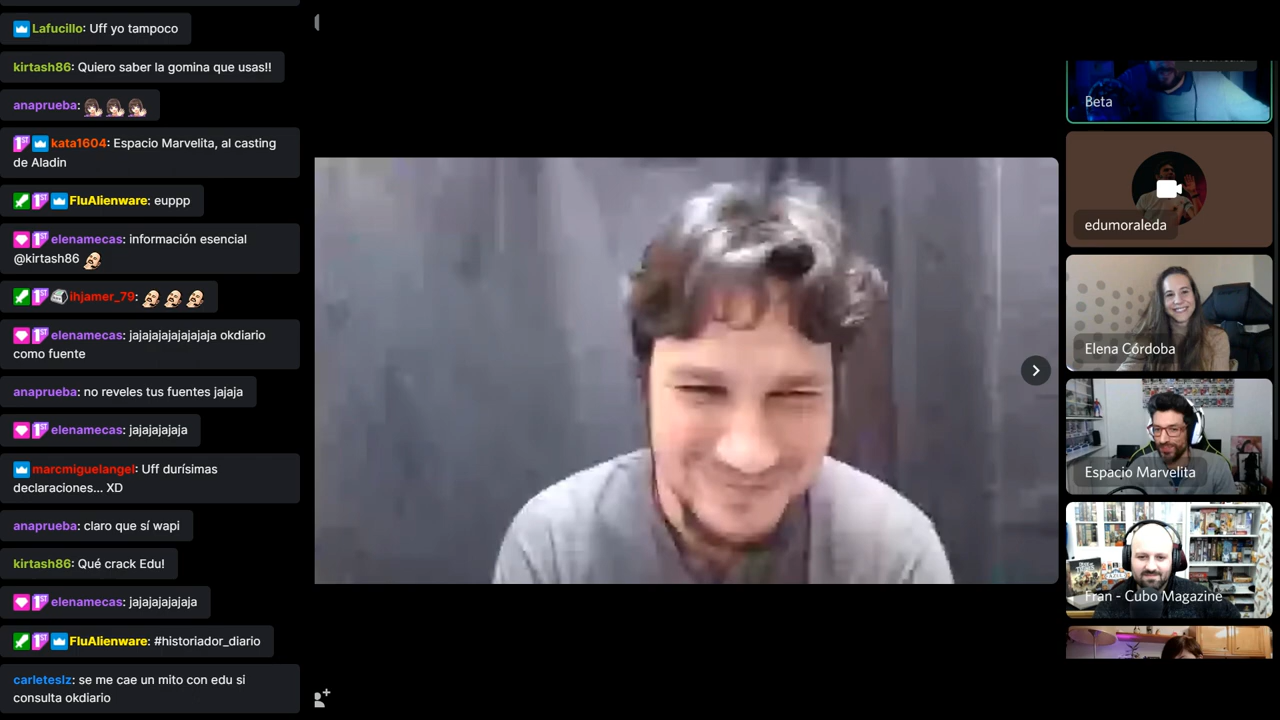 Lafucillo: Uff yo tampoco
kirtash86: Quiero saber la gomina que usas!!
anaprueba:
kata1604: Espacio Marvelita, al casting
de Aladin
FluAlienware: euppp
elenamecas: información esencial
@kirtash86
ihjamer_79:
elenamecas: jajajajajajajaja okdiario
como fuente
anaprueba: no reveles tus fuentes jajaja
elenamecas: jajajajajaja
marcmiguelangel: Uff durísimas
declaraciones... XD
anaprueba: claro que sí wapi
kirtash86: Qué crack Edu!
elenamecas: jajajajajajaja
FluAlienware: #historiador_diario
carleteslz: se me cae un mito con edu si
consulta okdiario
Beta
edumoraleda
Elena Córdoba
Espacio Marvelita
Fran - Cubo Magazine